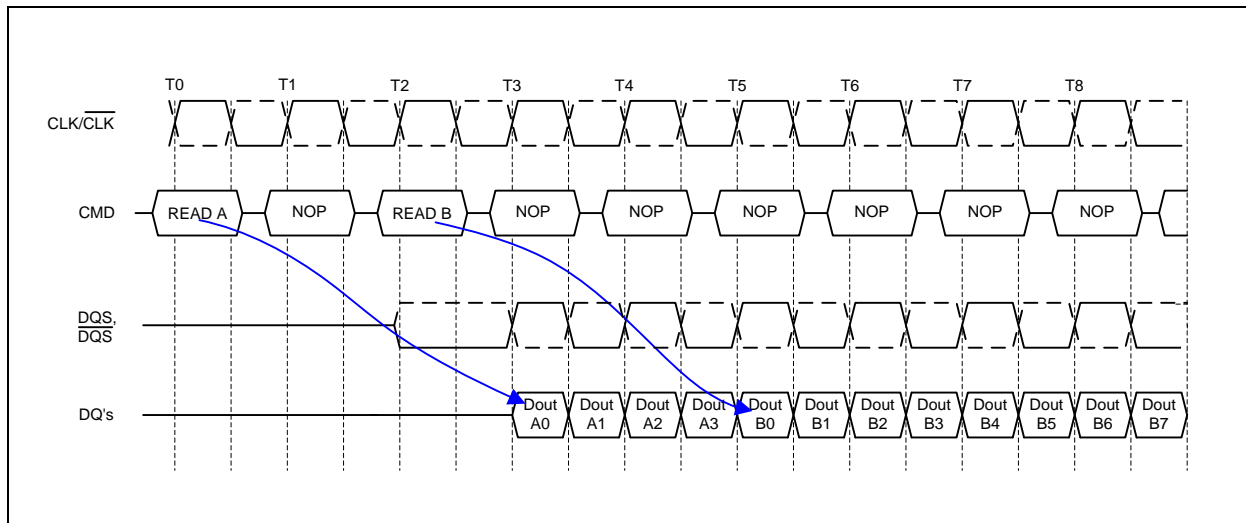 T0 T1 T2 T3 T4 T5 T6 T7 T8
CLK/CLK
CMD READ A NOP READ B NOP NOP NOP NOP NOP NOP
DQS,
DQS
DQ's Dout Dout Dout Dout Dout Dout Dout Dout Dout Dout Dout Dout
A0 A1 A2 A3 B0 B1 B2 B3 B4 B5 B6 B7